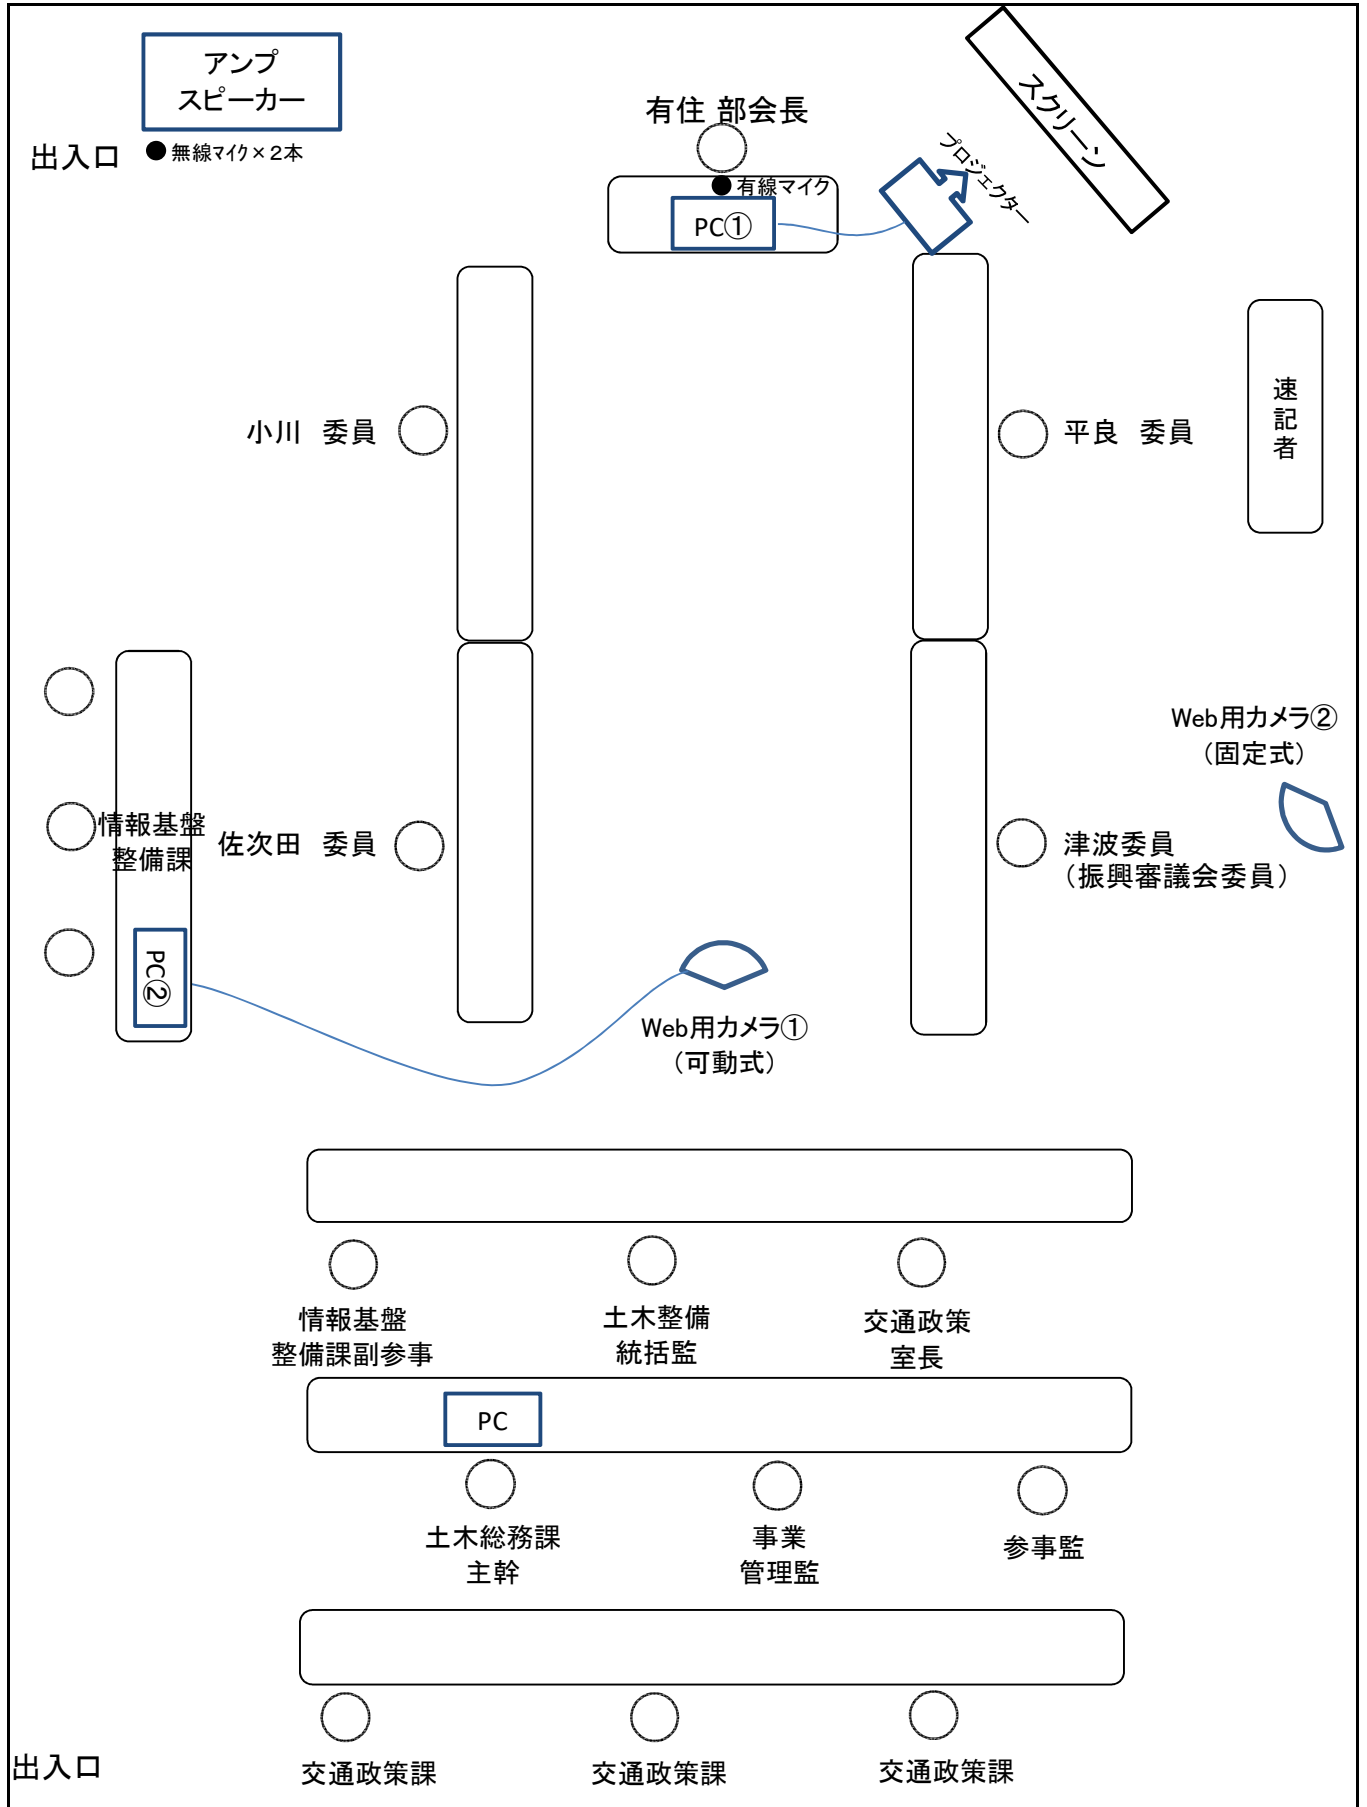 アンプ
スピーカー
出入口
●無線マイク×2本
有住 部会長
●有線マイク
PC①
プロジェクター
スクリーン
小川　委員
平良　委員
速記者
情報基盤
整備課
佐次田　委員
津波委員
（振興審議会委員）
Web用カメラ②
（固定式）
PC②
Web用カメラ①
（可動式）
情報基盤
整備課副参事
土木整備
統括監
交通政策
室長
PC
土木総務課
主幹
事業
管理監
参事監
交通政策課
交通政策課
交通政策課
出入口